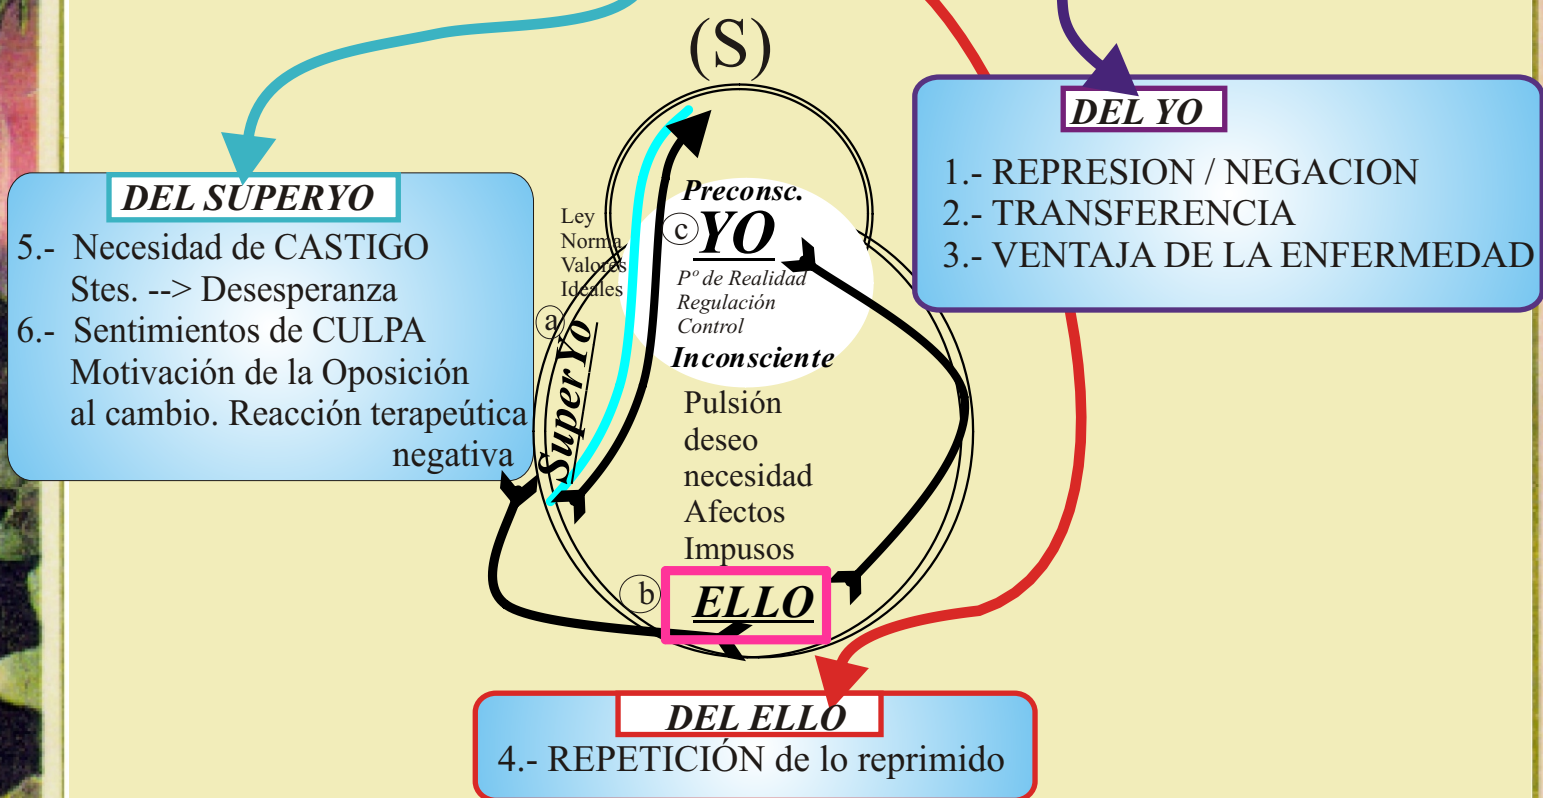 (S)
DEL YO
1.- REPRESION / NEGACION
2.- TRANSFERENCIA
3.- VENTAJA DE LA ENFERMEDAD
DEL SUPERYO
5.- Necesidad de CASTIGO
Stes. --> Desesperanza
6.- Sentimientos de CULPA
Motivación de la Oposición
al cambio. Reacción terapeútica
negativa
Ley
Norma
Valores
Ideales
a
SuperYo
Preconsc.
c YO
Pº de Realidad
Regulación
Control
Inconsciente
Pulsión
deseo
necesidad
Afectos
Impusos
b ELLO
DEL ELLO
4.- REPETICIÓN de lo reprimido